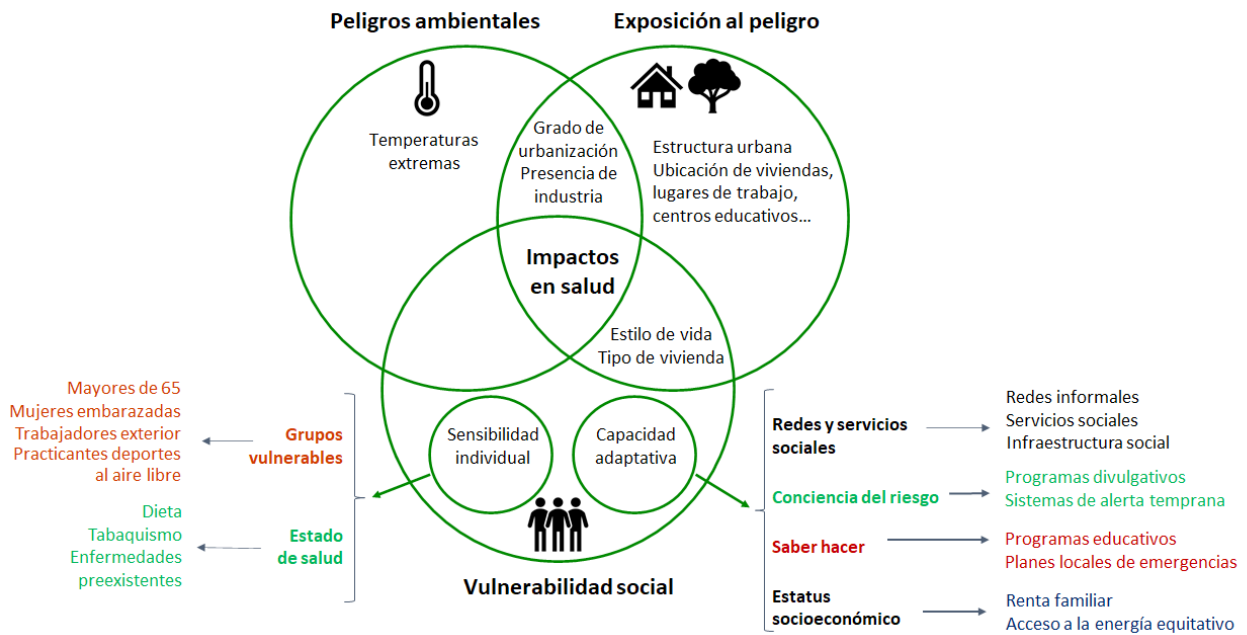 Peligros ambientales
Exposición al peligro
Temperaturas
extremas
Grado de
urbanización
Presencia de
industria
Estructura urbana
Ubicación de viviendas,
lugares de trabajo,
centros educativos...
Impactos
en salud
Estilo de vida
Tipo de vivienda
Sensibilidad
individual
Capacidad
adaptativa
Vulnerabilidad social
Mayores de 65
Mujeres embarazadas
Trabajadores exterior
Practicantes deportes
al aire libre
Grupos
vulnerables
Dieta
Tabaquismo
Enfermedades
preexistentes
Estado
de salud
Redes y servicios
sociales
Redes informales
Servicios sociales
Infraestructura social
Conciencia del riesgo
Programas divulgativos
Sistemas de alerta temprana
Saber hacer
Programas educativos
Planes locales de emergencias
Estatus
socioeconómico
Renta familiar
Acceso a la energía equitativo